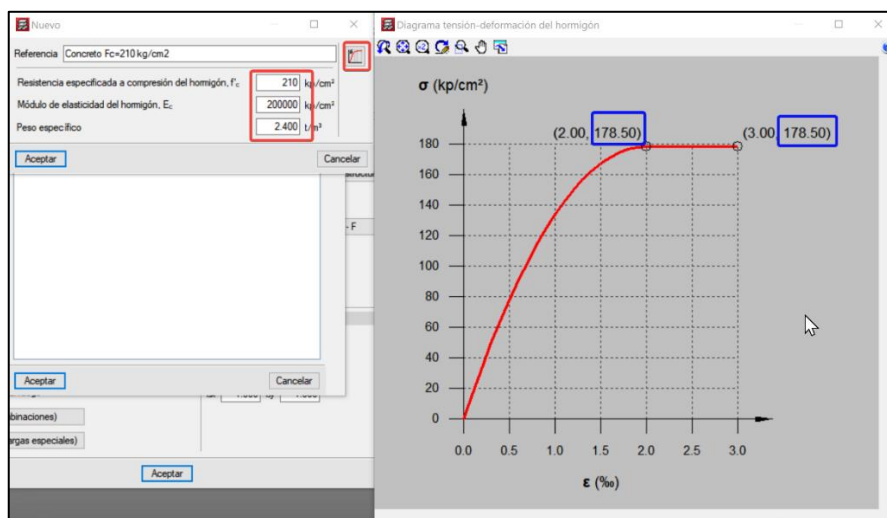 Nuevo
Referencia Concreto Fc=210 kg/cm2
Resistencia especificada a compresión del hormigón, f'c 210 kp/cm²
Módulo de elasticidad del hormigón, Ec 200000 kp/cm²
Peso específico 2.400 t/m³
Aceptar Cancelar
- F
Aceptar Cancelar
binaciones)
argas especiales)
Aceptar
Diagrama tensión-deformación del hormigón
σ (kp/cm²)
(2.00, 178.50) (3.00, 178.50)
180
160
140
120
100
80
60
40
20
0
0.0 0.5 1.0 1.5 2.0 2.5 3.0
ε (‰)